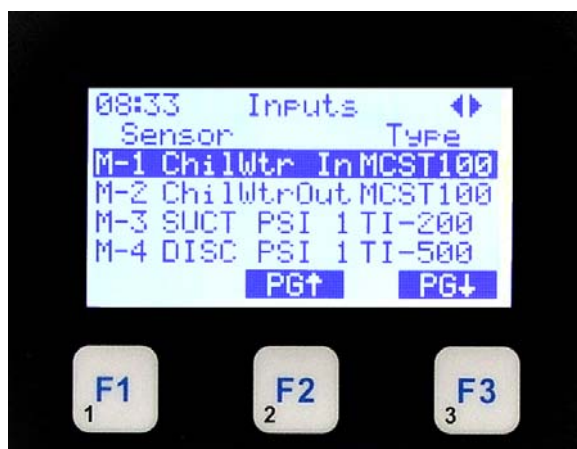 08:33 Inputs ◀▶
Sensor Type
M-1 ChilWtr In MCST100
M-2 ChilWtrOut MCST100
M-3 SUCT PSI 1 TI-200
M-4 DISC PSI 1 TI-500
PG↑ PG↓
F1 F2 F3
1 2 3